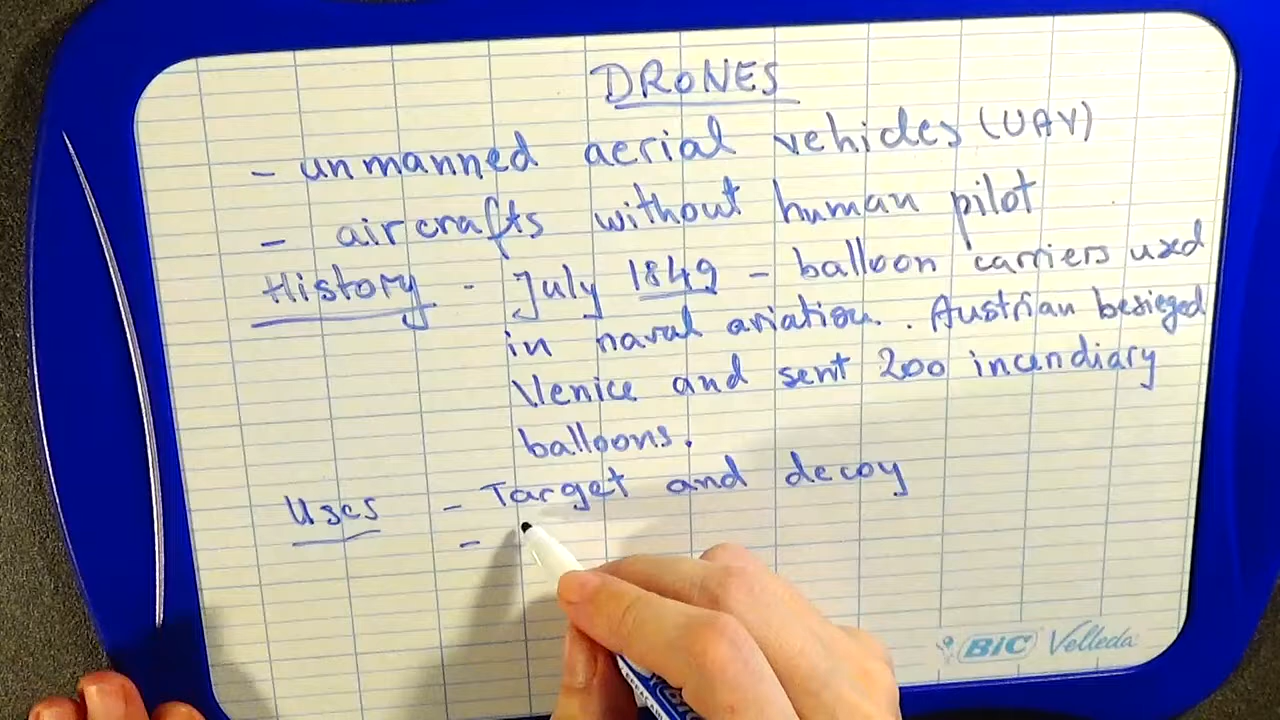 DRONES
- unmanned aerial vehicles (UAV)
- aircrafts without human pilot
History - July 1849 - balloon carriers used
in naval aviation. . Austrian besieged
Venice and sent 200 incendiary
balloons.
Uses - Target and decoy
-
BIC Velleda
BIC